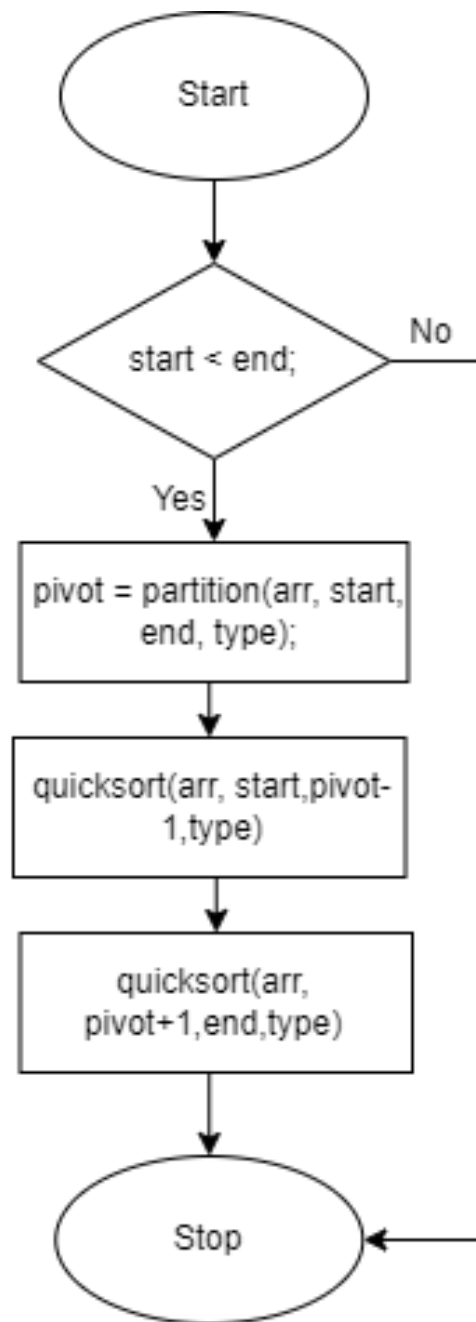 Start
start < end;
No
Yes
pivot = partition(arr, start,
end, type);
quicksort(arr, start,pivot-
1,type)
quicksort(arr,
pivot+1,end,type)
Stop